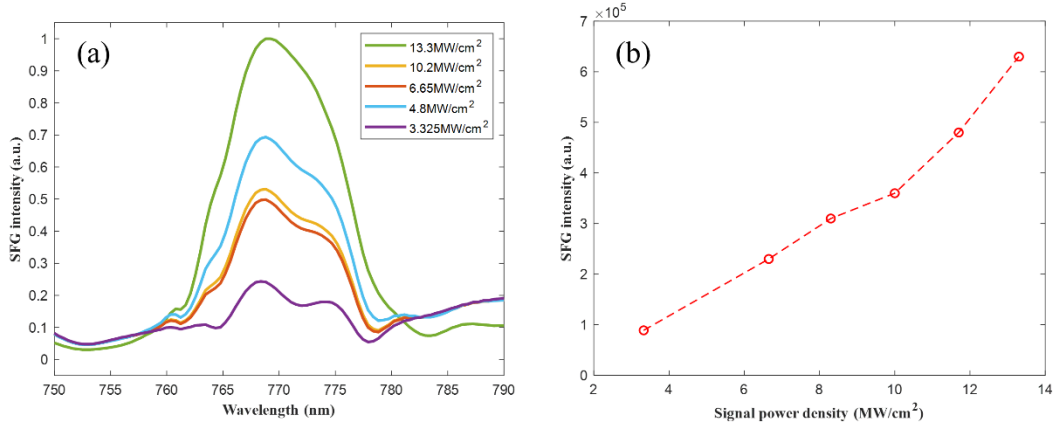 (a)
SFG intensity (a.u.)
1
0.9
0.8
0.7
0.6
0.5
0.4
0.3
0.2
0.1
0
13.3MW/cm²
10.2MW/cm²
6.65MW/cm²
4.8MW/cm²
3.325MW/cm²
750 755 760 765 770 775 780 785 790
Wavelength (nm)
(b)
×10⁵
SFG intensity (a.u.)
7
6
5
4
3
2
1
0
2 4 6 8 10 12 14
Signal power density (MW/cm²)